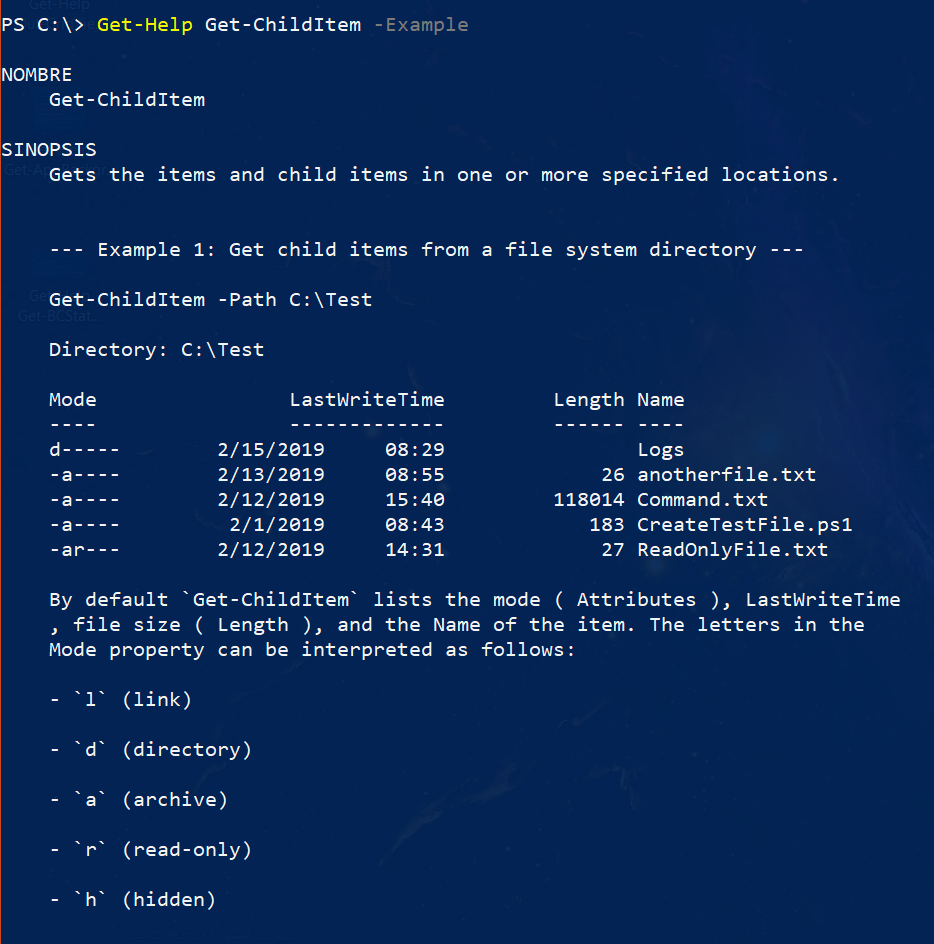 PS C:\> Get-Help Get-ChildItem -Example
NOMBRE
Get-ChildItem
SINOPSIS
Gets the items and child items in one or more specified locations.
--- Example 1: Get child items from a file system directory ---
Get-ChildItem -Path C:\Test
Directory: C:\Test
Mode LastWriteTime Length Name
---- ------------- ------ ----
d----- 2/15/2019 08:29 Logs
-a---- 2/13/2019 08:55 26 anotherfile.txt
-a---- 2/12/2019 15:40 118014 Command.txt
-a---- 2/1/2019 08:43 183 CreateTestFile.ps1
-ar--- 2/12/2019 14:31 27 ReadOnlyFile.txt
By default `Get-ChildItem` lists the mode ( Attributes ), LastWriteTime
, file size ( Length ), and the Name of the item. The letters in the
Mode property can be interpreted as follows:
- `l` (link)
- `d` (directory)
- `a` (archive)
- `r` (read-only)
- `h` (hidden)